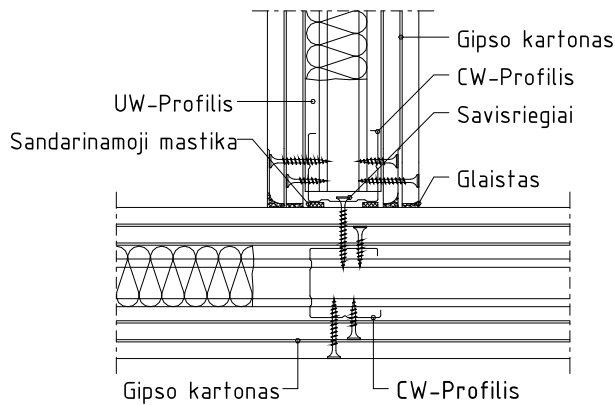 Gipso kartonas
CW-Profilis
UW-Profilis
Savisriegiai
Sandarinamoji mastika
Glaistas
Gipso kartonas
CW-Profilis